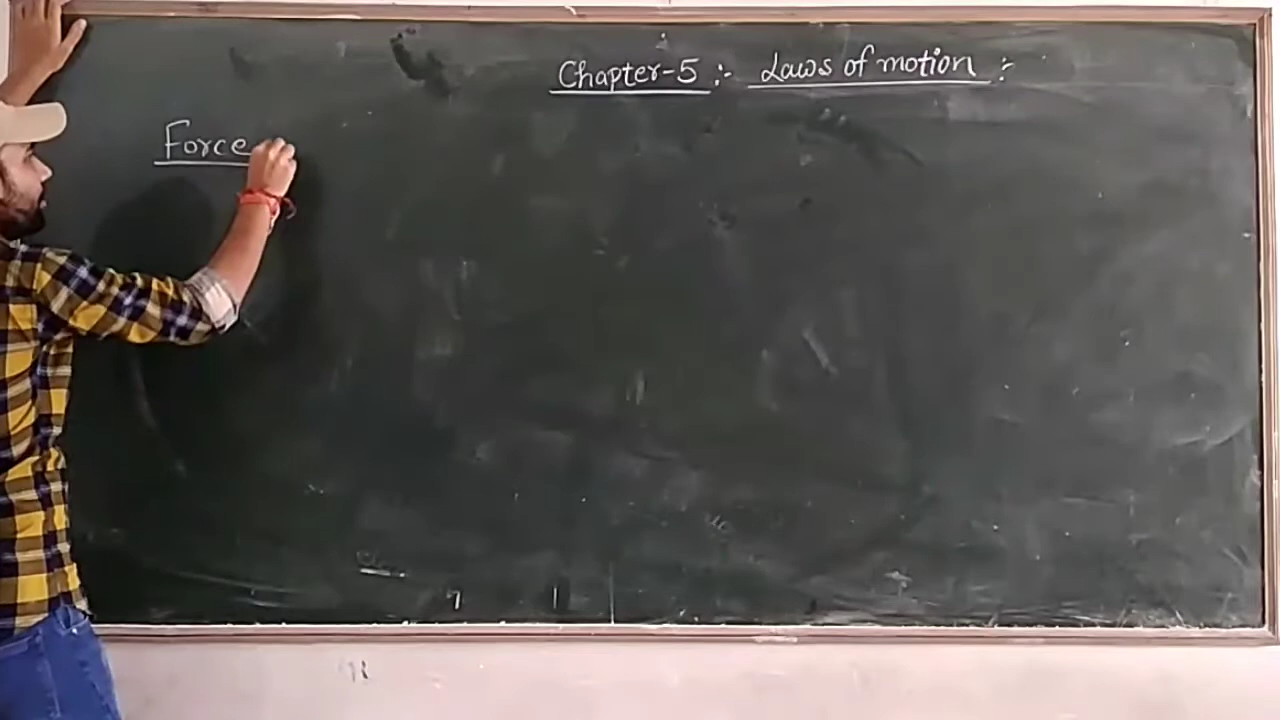 Chapter-5 :- Laws of motion :-
Force